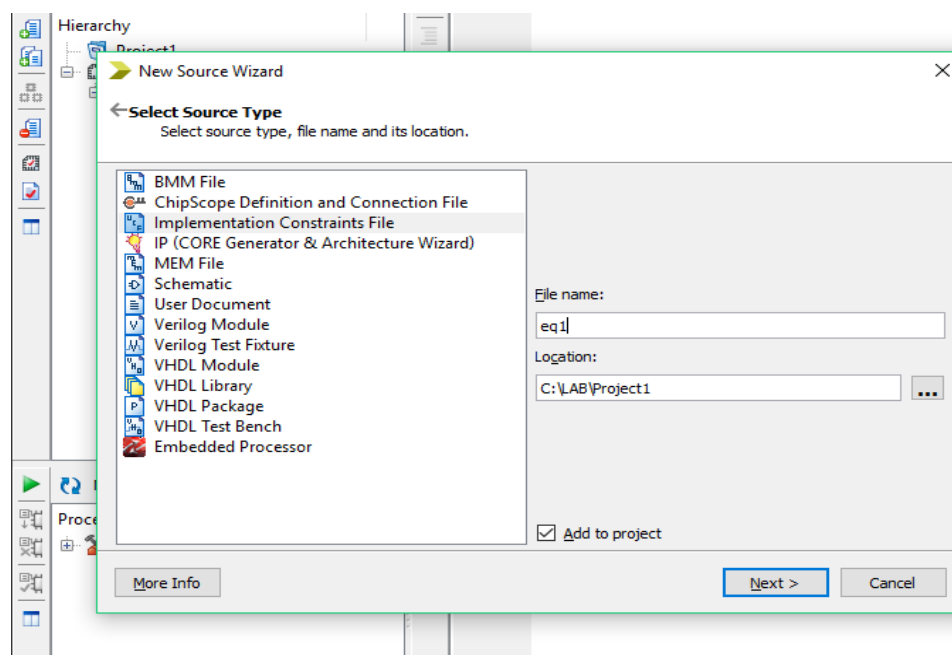 Hierarchy
Project1
New Source Wizard
Select Source Type
Select source type, file name and its location.
BMM File
ChipScope Definition and Connection File
Implementation Constraints File
IP (CORE Generator & Architecture Wizard)
MEM File
Schematic
User Document
Verilog Module
Verilog Test Fixture
VHDL Module
VHDL Library
VHDL Package
VHDL Test Bench
Embedded Processor
File name:
eq1
Location:
C:\LAB\Project1
...
Add to project
Proce
More Info
Next >
Cancel